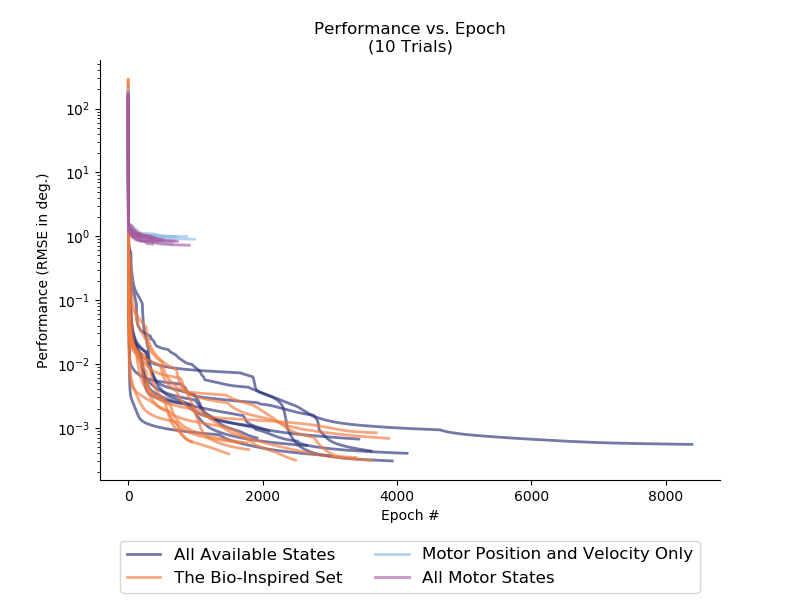 Performance vs. Epoch
(10 Trials)
Performance (RMSE in deg.)
10²
10¹
10⁰
10⁻¹
10⁻²
10⁻³
0 2000 4000 6000 8000
Epoch #
All Available States Motor Position and Velocity Only
The Bio-Inspired Set All Motor States